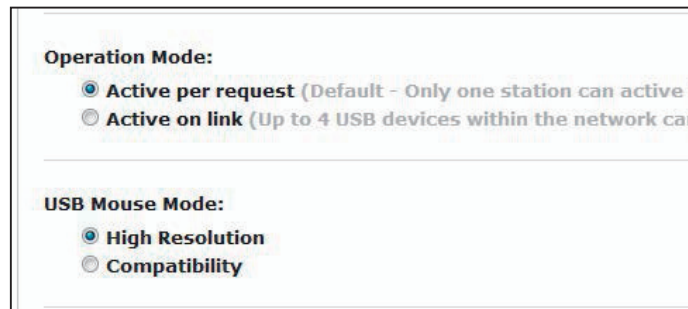 Operation Mode:
Active per request (Default - Only one station can active
Active on link (Up to 4 USB devices within the network
USB Mouse Mode:
High Resolution
Compatibility